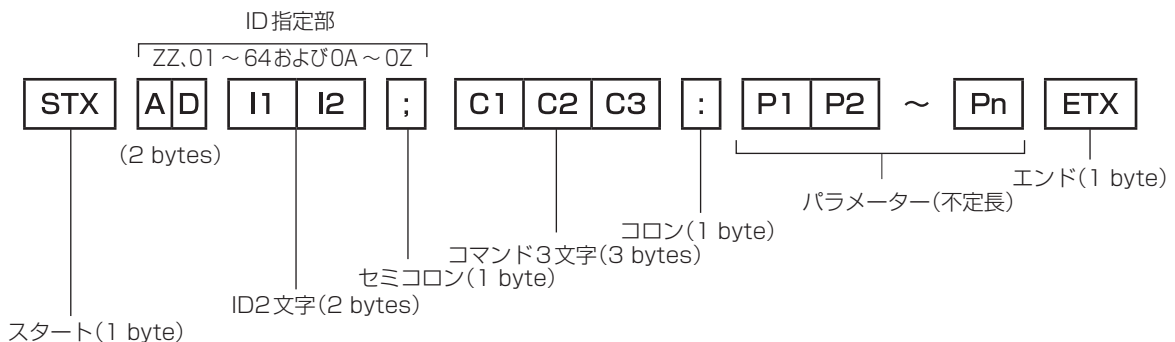 ID指定部
ZZ、01～64および0A～0Z
STX A D I1 I2 ; C1 C2 C3 : P1 P2 ～ Pn ETX
(2 bytes)
エンド(1 byte)
パラメーター(不定長)
コロン(1 byte)
コマンド3文字(3 bytes)
セミコロン(1 byte)
ID2文字(2 bytes)
スタート(1 byte)